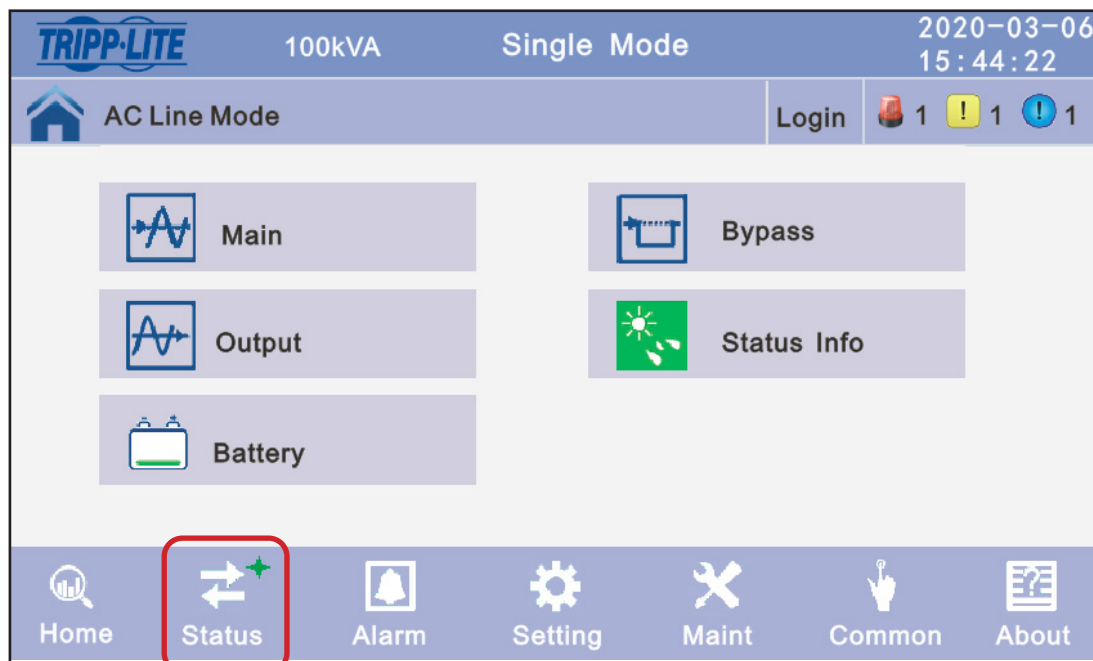 TRIPP·LITE 100kVA Single Mode 2020-03-06
15:44:22
AC Line Mode Login 1 ! 1 ! 1
Main Bypass
Output Status Info
Battery
Home Status Alarm Setting Maint Common About